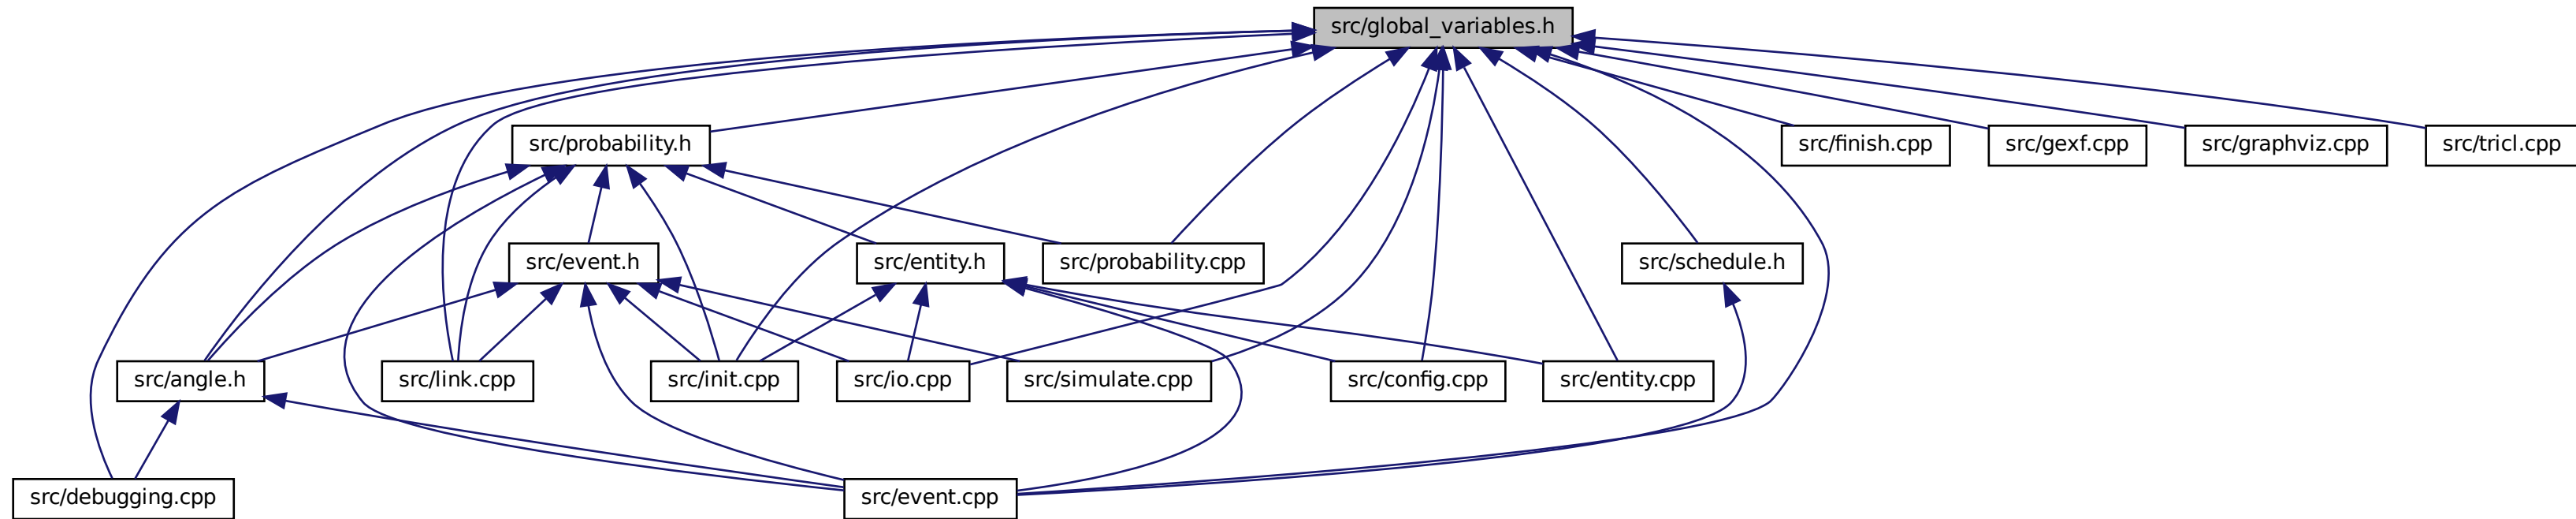 src/global_variables.h
src/probability.h
src/finish.cpp
src/gexf.cpp
src/graphviz.cpp
src/tricl.cpp
src/event.h
src/entity.h
src/probability.cpp
src/schedule.h
src/angle.h
src/link.cpp
src/init.cpp
src/io.cpp
src/simulate.cpp
src/config.cpp
src/entity.cpp
src/debugging.cpp
src/event.cpp